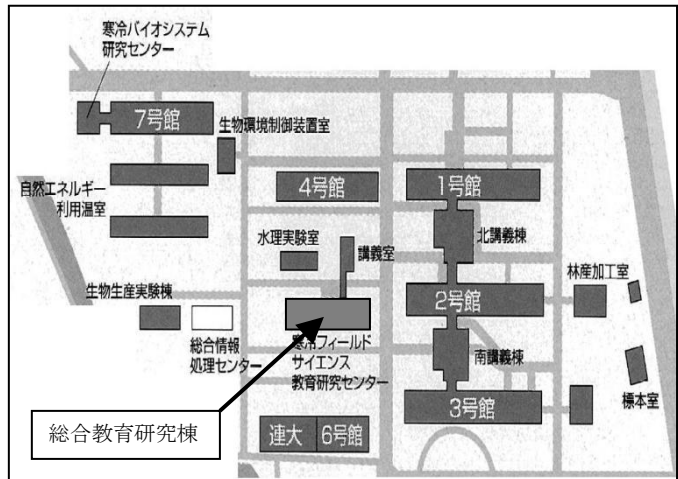 寒冷バイオシステム
研究センター
7号館
生物環境制御装置室
4号館
1号館
自然エネルギー
利用温室
水理実験室
講義室
北講義棟
林産加工室
生物生産実験棟
2号館
総合情報
処理センター
寒冷フィールド
サイエンス
教育研究センター
南講義棟
標本室
3号館
総合教育研究棟
連大
6号館